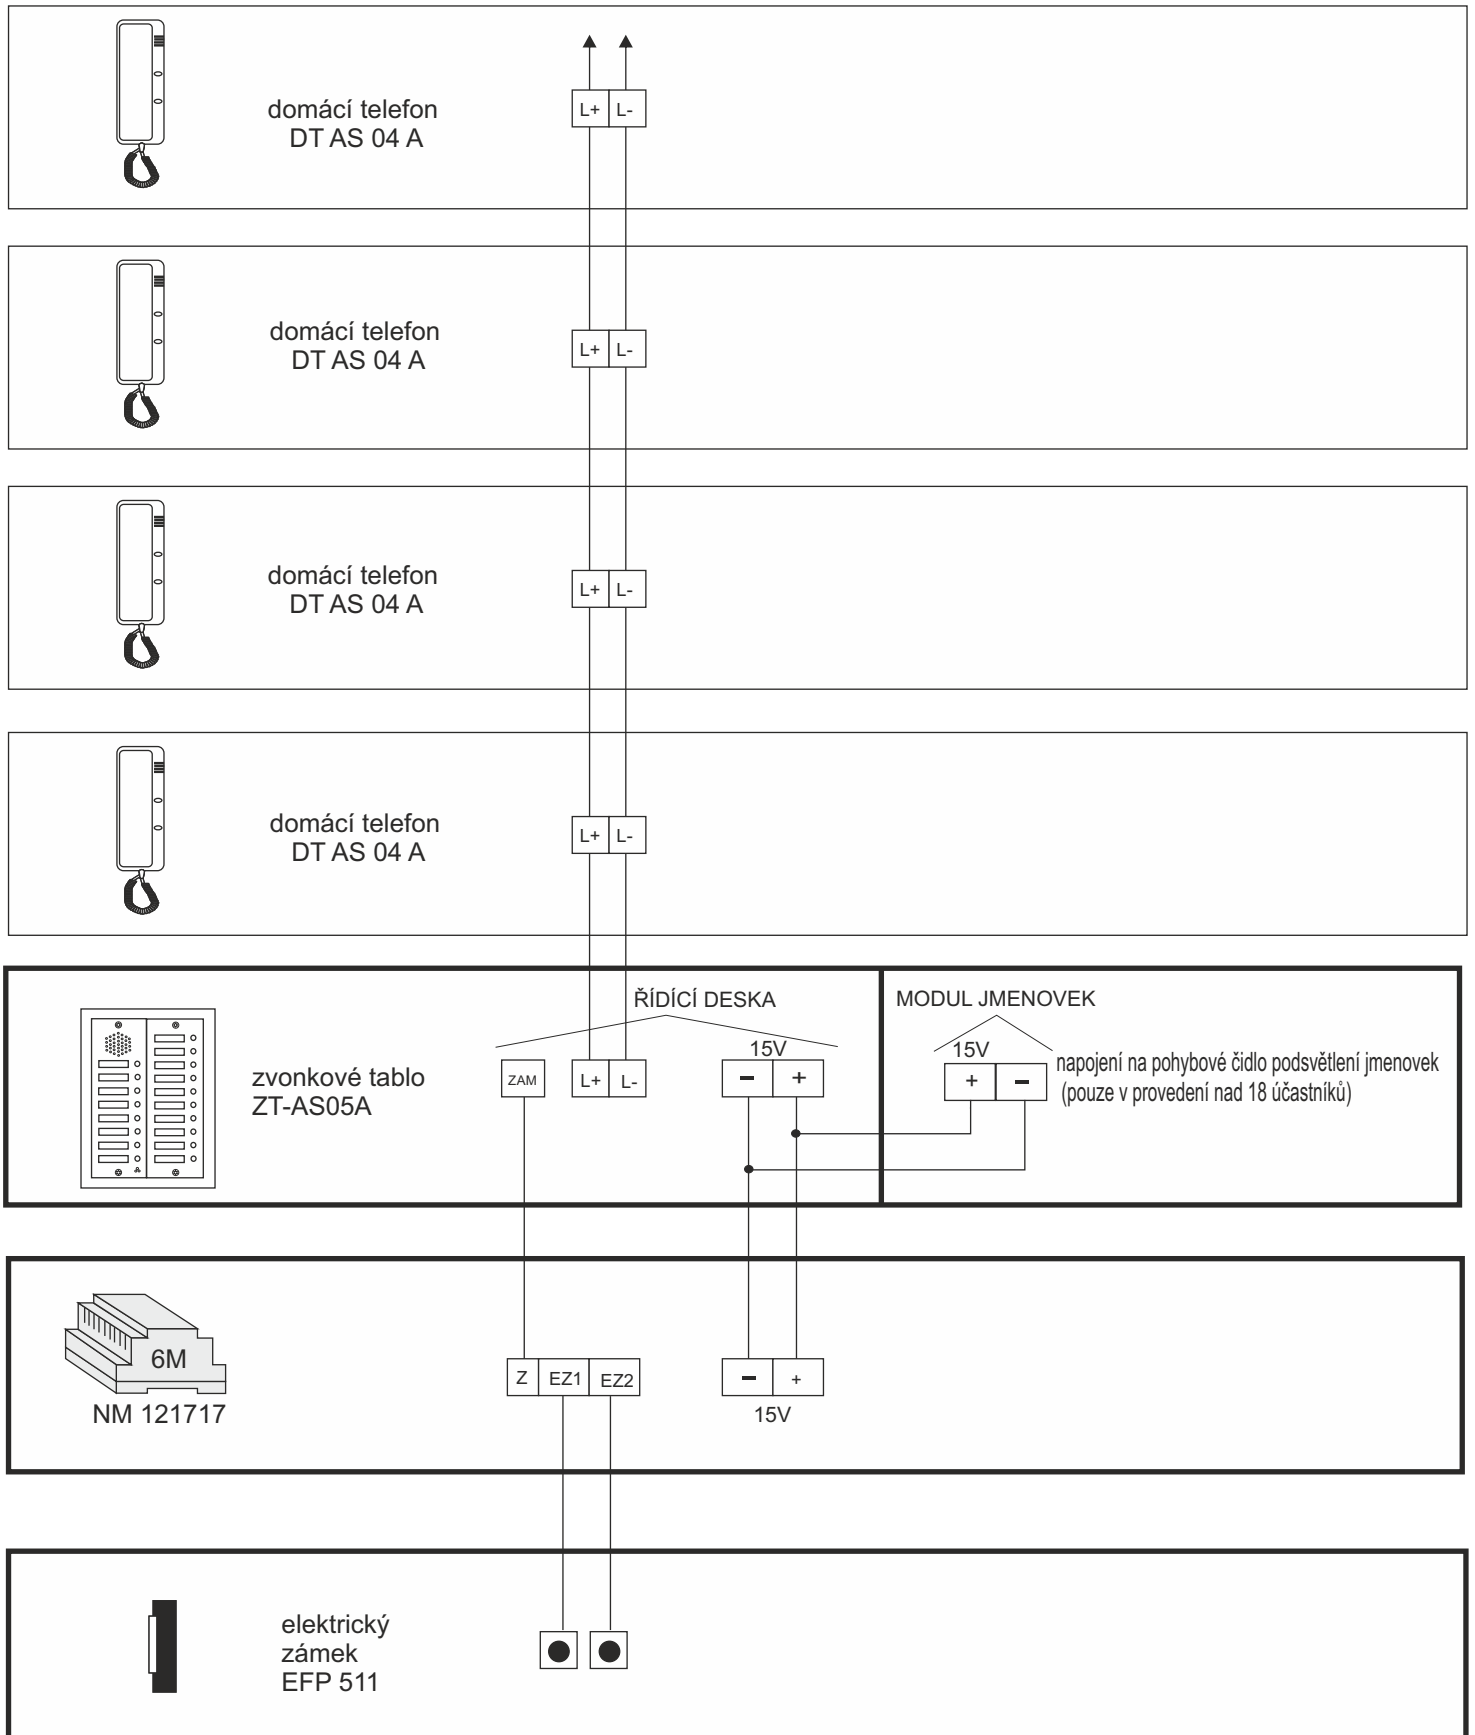 domácí telefon
DT AS 04 A
L+ L-
domácí telefon
DT AS 04 A
L+ L-
domácí telefon
DT AS 04 A
L+ L-
domácí telefon
DT AS 04 A
L+ L-
ŘÍDÍCÍ DESKA
MODUL JMENOVEK
zvonkové tablo
ZT-AS05A
ZAM
L+ L-
15V
- +
15V
+ -
napojení na pohybové čidlo podsvětlení jmenovek
(pouze v provedení nad 18 účastníků)
6M
NM 121717
Z EZ1 EZ2
- +
15V
elektrický
zámek
EFP 511